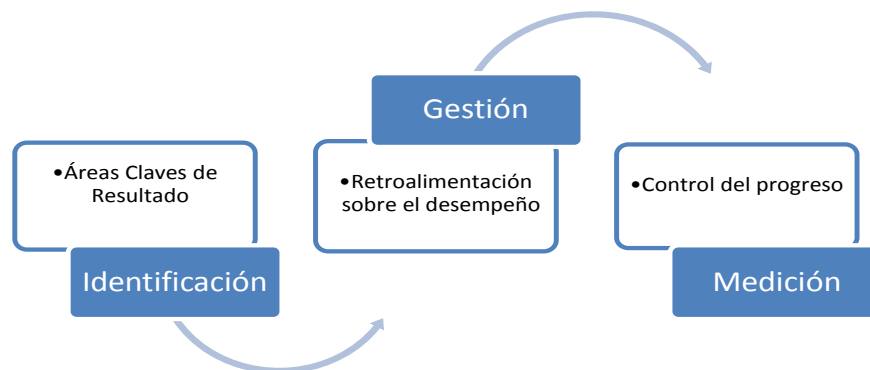 •Áreas Claves de
Resultado
Identificación
Gestión
•Retroalimentación
sobre el desempeño
•Control del progreso
Medición